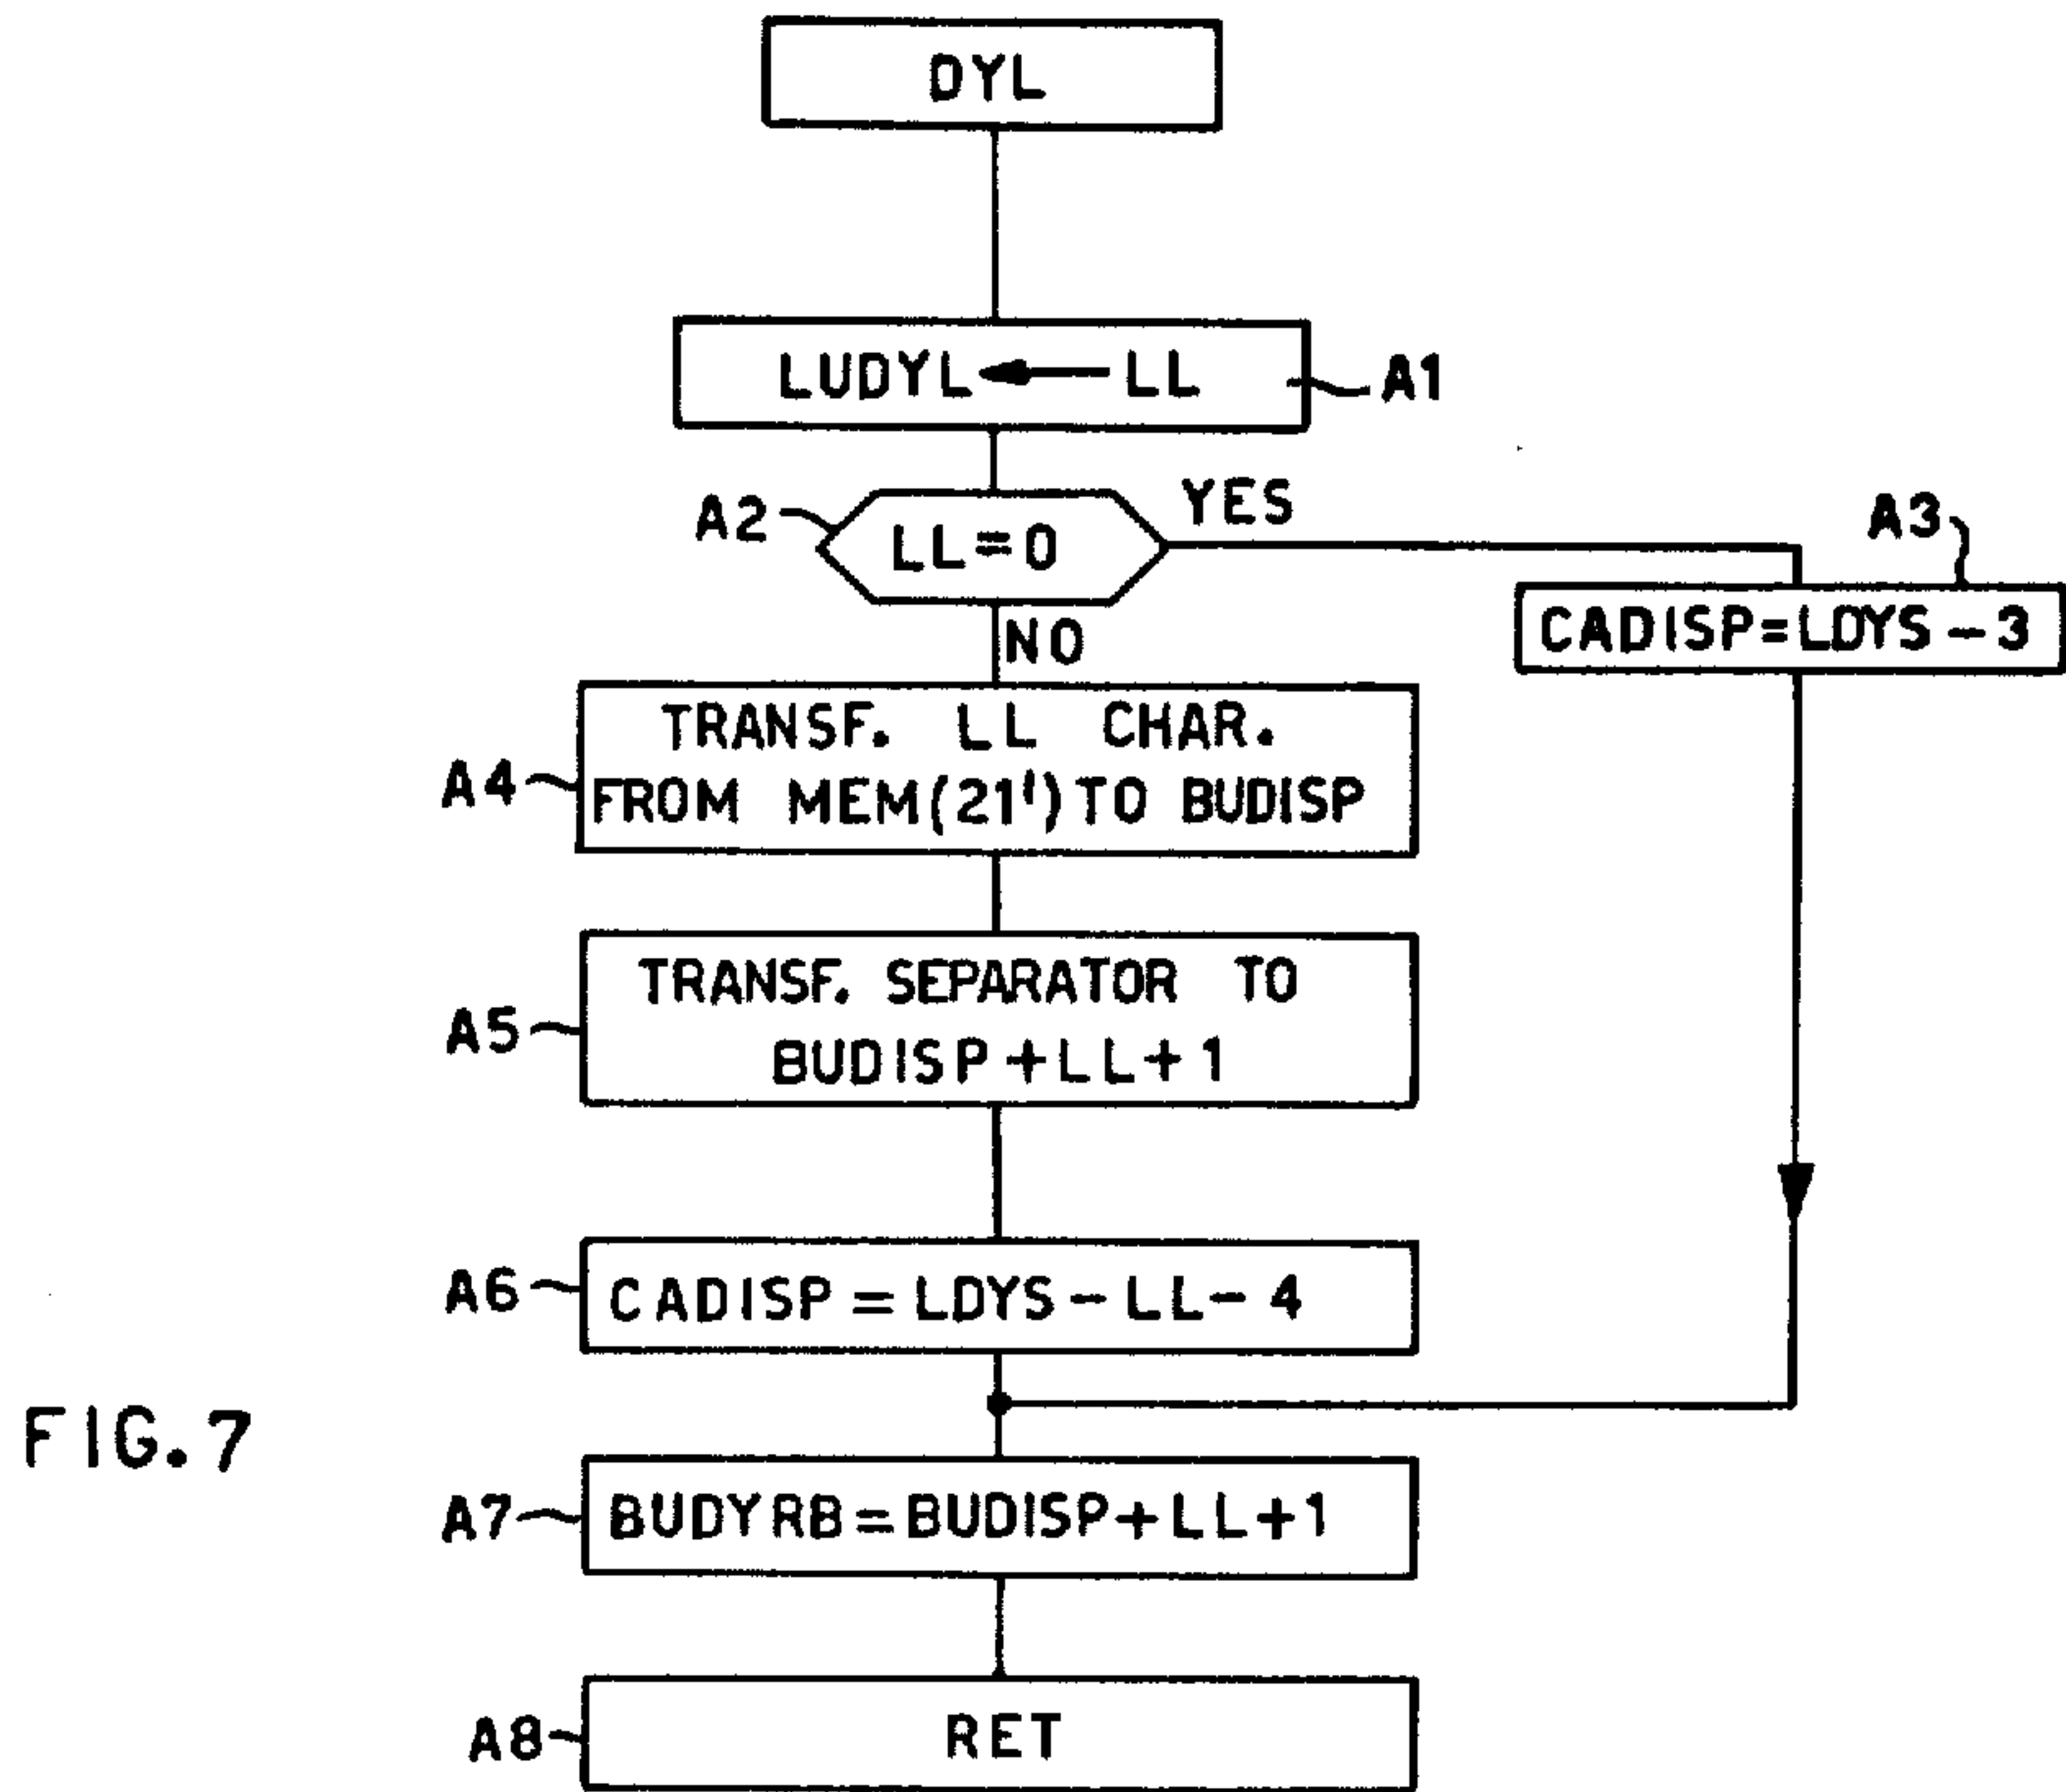 DYL
LUDYL ← LL
A1
A2
LL=0
YES
NO
A3
CADISP=LDYS-3
A4
TRANSF. LL CHAR.
FROM MEM(21')TO BUDISP
A5
TRANSF. SEPARATOR TO
BUDISP+LL+1
A6
CADISP=LDYS-LL-4
FIG.7
A7
BUDYRB=BUDISP+LL+1
A8
RET